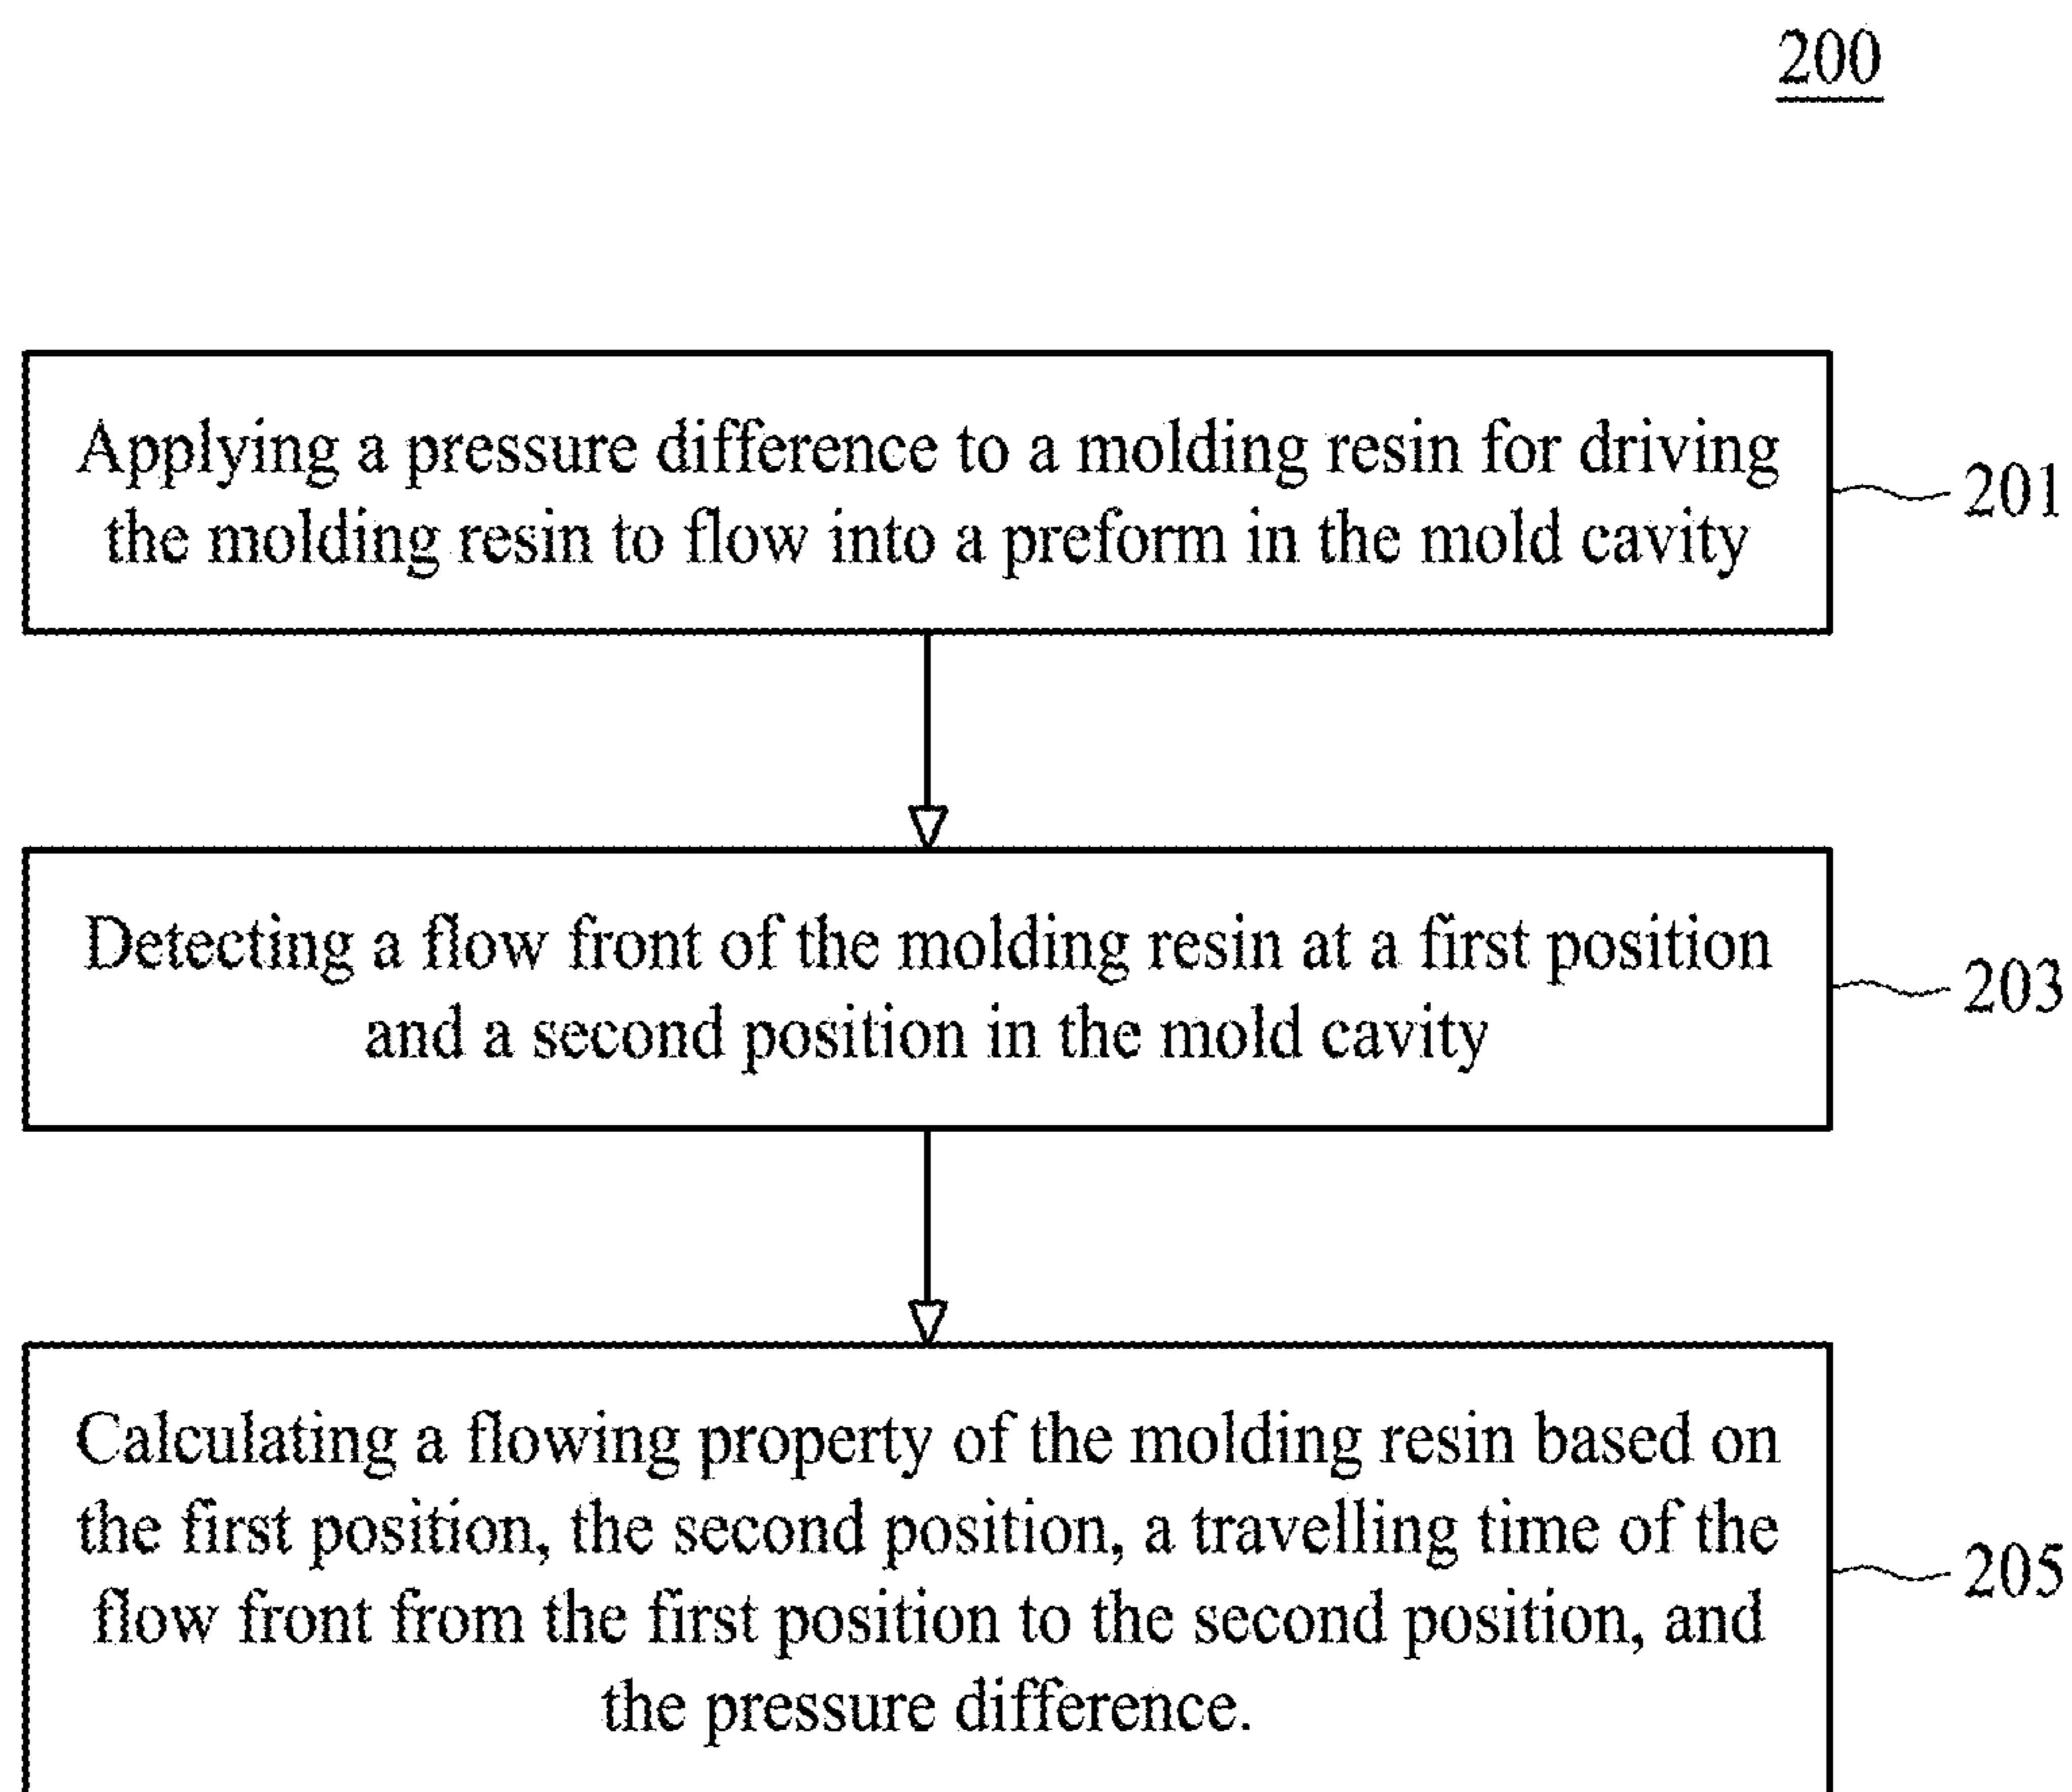 200
Applying a pressure difference to a molding resin for driving
the molding resin to flow into a preform in the mold cavity
201
Detecting a flow front of the molding resin at a first position
and a second position in the mold cavity
203
Calculating a flowing property of the molding resin based on
the first position, the second position, a travelling time of the
flow front from the first position to the second position, and
the pressure difference.
205